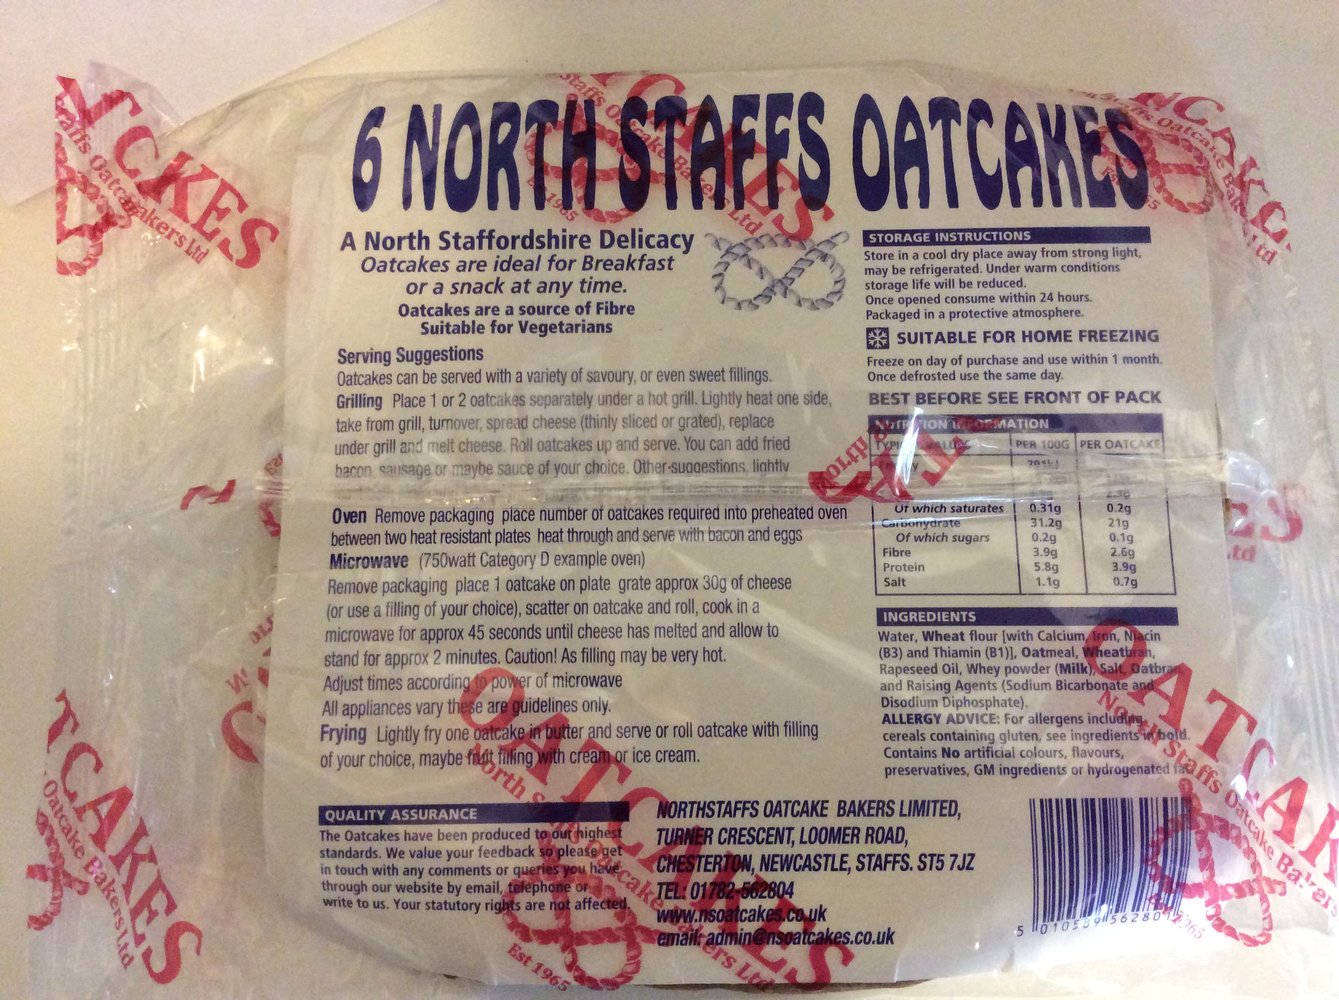 6 NORTH STAFFS OATCAKES
A North Staffordshire Delicacy
Oatcakes are ideal for Breakfast
or a snack at any time.
Oatcakes are a source of Fibre
Suitable for Vegetarians
Serving Suggestions
Oatcakes can be served with a variety of savoury, or even sweet fillings.
Grilling Place 1 or 2 oatcakes separately under a hot grill. Lightly heat one side,
take from grill, turnover, spread cheese (thinly sliced or grated), replace
under grill and melt cheese. Roll oatcakes up and serve. You can add fried
bacon, sausage or maybe sauce of your choice. Other suggestions, lightly
Oven Remove packaging place number of oatcakes required into preheated oven
between two heat resistant plates heat through and serve with bacon and eggs
Microwave (750watt Category D example oven)
Remove packaging place 1 oatcake on plate grate approx 30g of cheese
(or use a filling of your choice), scatter on oatcake and roll, cook in a
microwave for approx 45 seconds until cheese has melted and allow to
stand for approx 2 minutes. Caution! As filling may be very hot.
Adjust times according to power of microwave
All appliances vary these are guidelines only.
Frying Lightly fry one oatcake in butter and serve or roll oatcake with filling
of your choice, maybe fruit filling with cream or ice cream.
QUALITY ASSURANCE
The Oatcakes have been produced to our highest
standards. We value your feedback so please get
in touch with any comments or queries you have
through our website by email, telephone or
write to us. Your statutory rights are not affected.
NORTHSTAFFS OATCAKE BAKERS LIMITED,
TURNER CRESCENT, LOOMER ROAD,
CHESTERTON, NEWCASTLE, STAFFS. ST5 7JZ
TEL: 01782 562804
www.nsoatcakes.co.uk
email: admin@nsoatcakes.co.uk
STORAGE INSTRUCTIONS
Store in a cool dry place away from strong light,
may be refrigerated. Under warm conditions
storage life will be reduced.
Once opened consume within 24 hours.
Packaged in a protective atmosphere.
SUITABLE FOR HOME FREEZING
Freeze on day of purchase and use within 1 month.
Once defrosted use the same day.
BEST BEFORE SEE FRONT OF PACK
NUTRITION INFORMATION
PER 100G PER OATCAKE
Of which saturates 0.31g 0.2g
Carbonydrate 31.2g 21g
Of which sugars 0.2g 0.1g
Fibre 3.9g 2.6g
Protein 5.8g 3.9g
Salt 1.1g 0.7g
INGREDIENTS
Water, Wheat flour [with Calcium, Iron, Niacin
(B3) and Thiamin (B1)], Oatmeal, Wheatbran,
Rapeseed Oil, Whey powder (Milk), Salt, Oatbran
and Raising Agents (Sodium Bicarbonate and
Disodium Diphosphate).
ALLERGY ADVICE: For allergens including
cereals containing gluten, see ingredients in bold.
Contains No artificial colours, flavours,
preservatives, GM ingredients or hydrogenated fat.
OATCAKES
North Staffs Oatcake Bakers Ltd
Est 1965